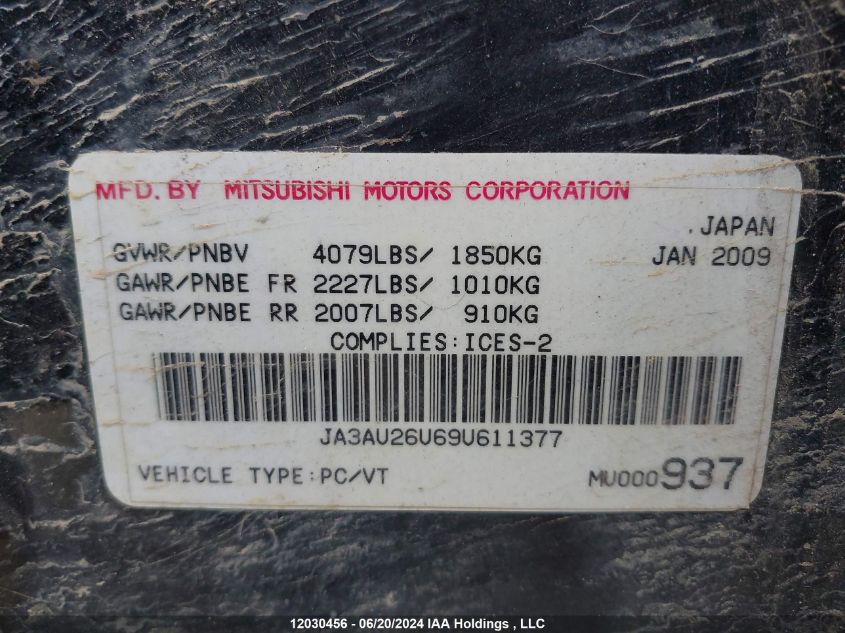 MFD. BY MITSUBISHI MOTORS CORPORATION
.JAPAN
GVWR/PNBV 4079LBS/ 1850KG JAN 2009
GAWR/PNBE FR 2227LBS/ 1010KG
GAWR/PNBE RR 2007LBS/ 910KG
COMPLIES:ICES-2
JA3AU26U69U611377
VEHICLE TYPE:PC/VT MU000937
12030456 - 06/20/2024 IAA Holdings , LLC